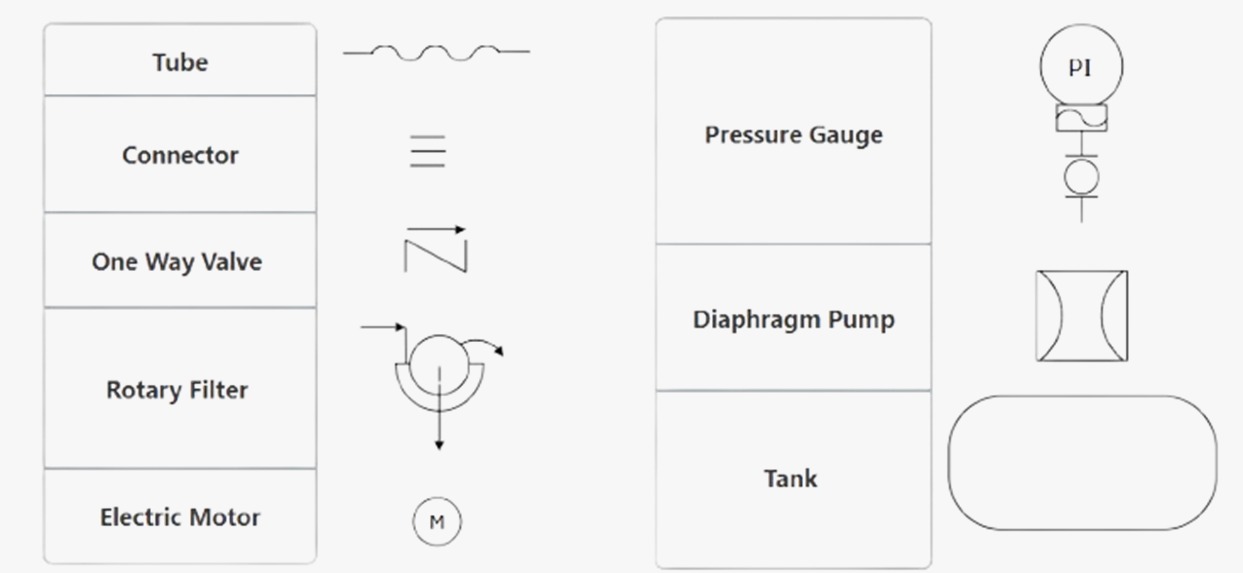 Tube
Connector
One Way Valve
Rotary Filter
Electric Motor
M
Pressure Gauge
PI
Diaphragm Pump
Tank